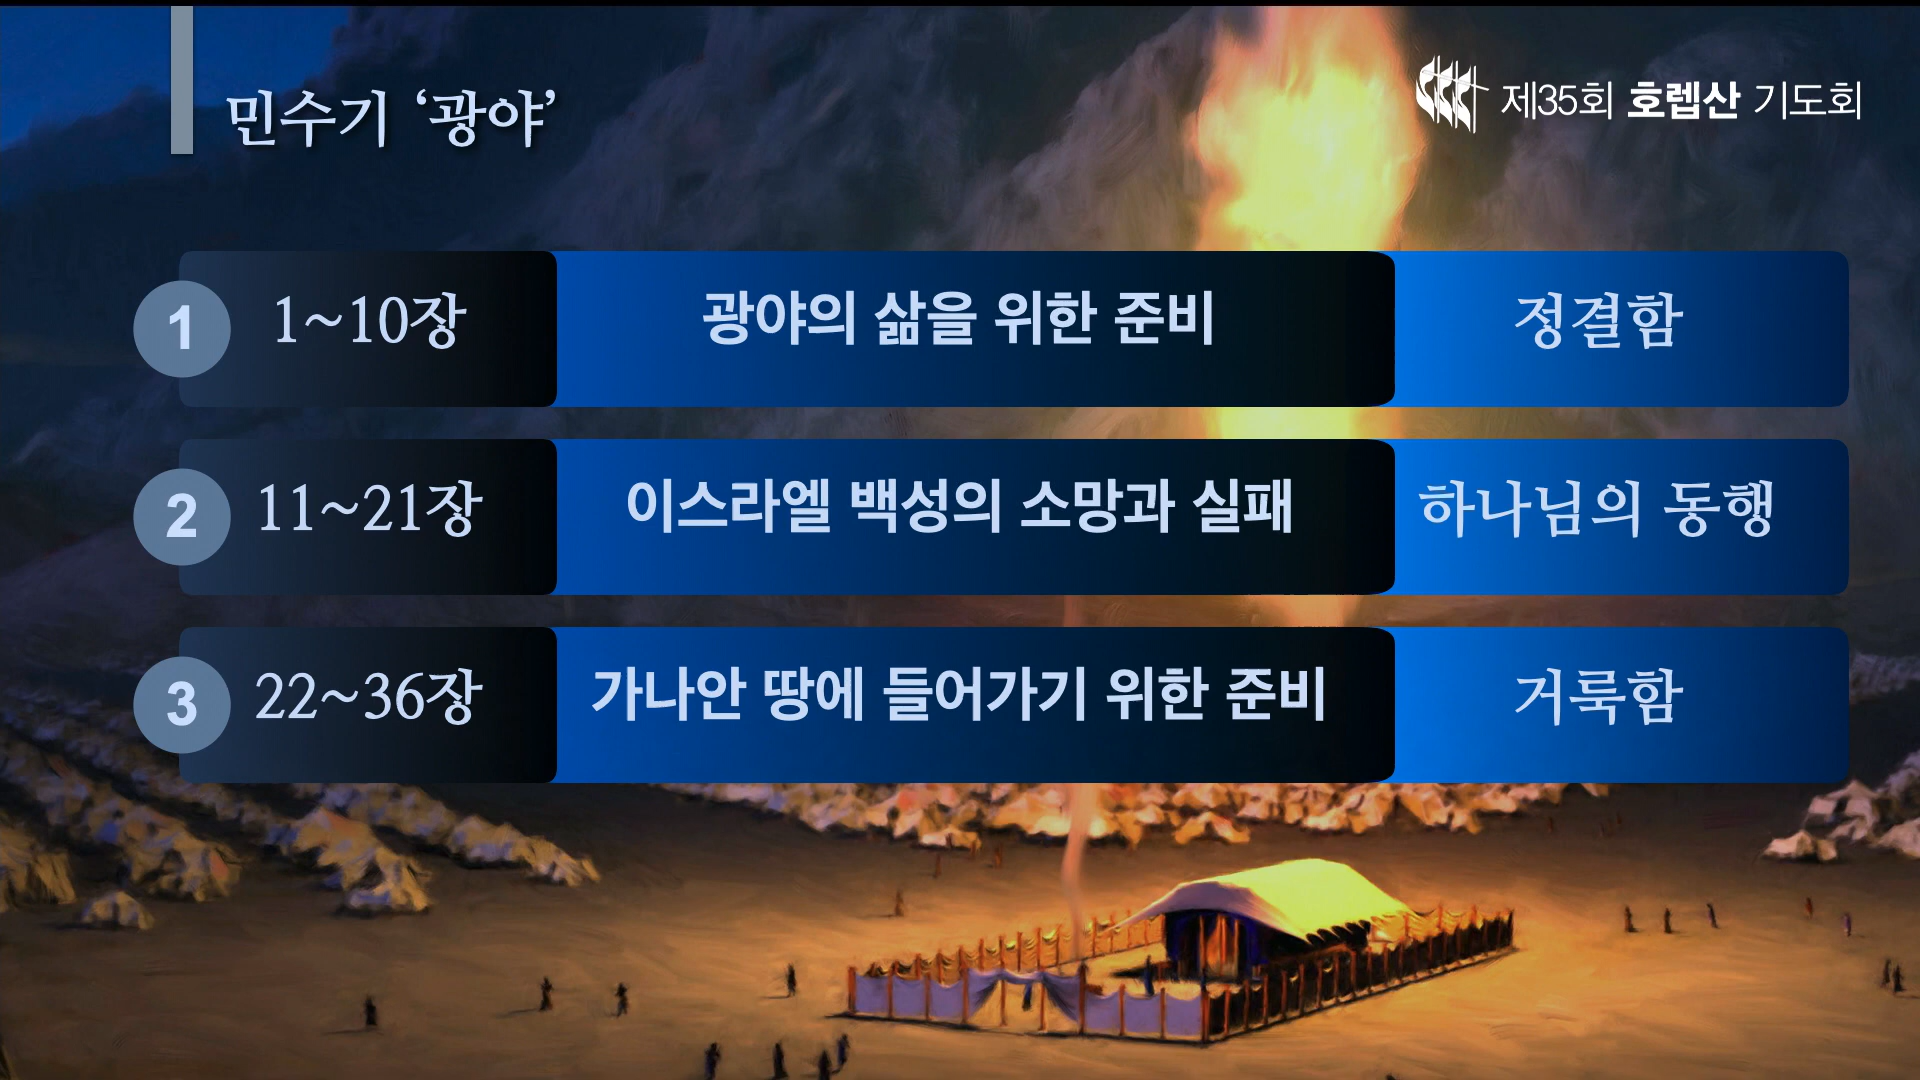 민수기 ‘광야’
제35회 호렙산 기도회
1 1~10장 광야의 삶을 위한 준비 정결함
2 11~21장 이스라엘 백성의 소망과 실패 하나님의 동행
3 22~36장 가나안 땅에 들어가기 위한 준비 거룩함